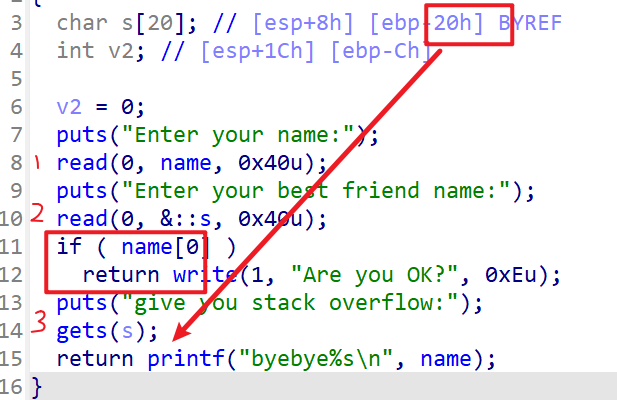 2 {
3 char s[20]; // [esp+8h] [ebp-20h] BYREF
4 int v2; // [esp+1Ch] [ebp-Ch]
5
6 v2 = 0;
7 puts("Enter your name:");
1 8 read(0, name, 0x40u);
9 puts("Enter your best friend name:");
2 10 read(0, &::s, 0x40u);
11 if ( name[0] )
12 return write(1, "Are you OK?", 0xEu);
13 puts("give you stack overflow:");
3 14 gets(s);
15 return printf("byebye%s\n", name);
16 }